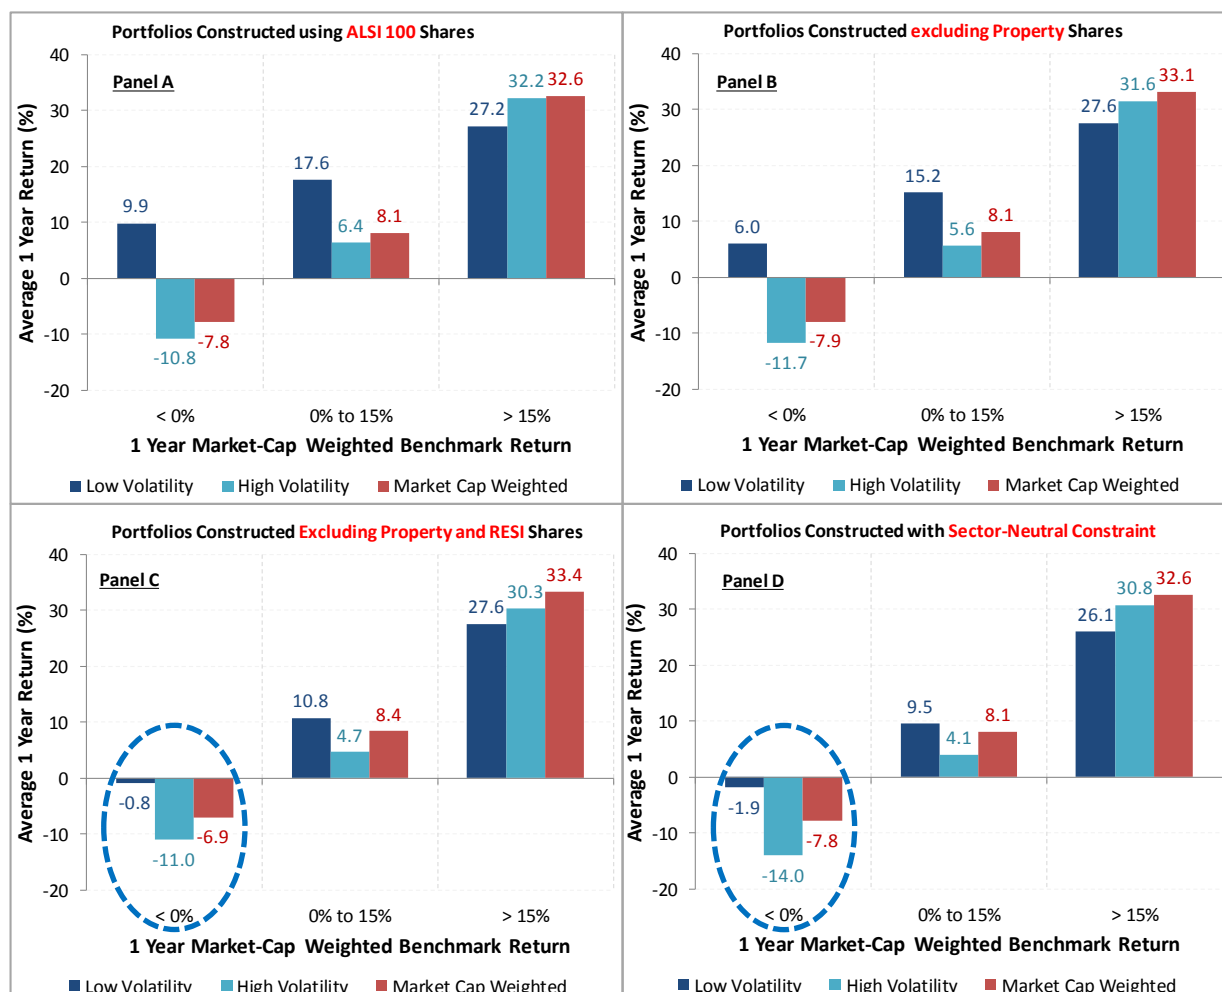 Portfolios Constructed using ALSI 100 Shares
Panel A
Average 1 Year Return (%)
40
30
20
10
0
-10
-20
9.9
-10.8
-7.8
17.6
6.4
8.1
27.2
32.2
32.6
< 0%
0% to 15%
> 15%
1 Year Market-Cap Weighted Benchmark Return
Low Volatility
High Volatility
Market Cap Weighted
Portfolios Constructed excluding Property Shares
Panel B
Average 1 Year Return (%)
40
30
20
10
0
-10
-20
6.0
-11.7
-7.9
15.2
5.6
8.1
27.6
31.6
33.1
< 0%
0% to 15%
> 15%
1 Year Market-Cap Weighted Benchmark Return
Low Volatility
High Volatility
Market Cap Weighted
Portfolios Constructed Excluding Property and RESI Shares
Panel C
Average 1 Year Return (%)
40
30
20
10
0
-10
-20
-0.8
-11.0
-6.9
10.8
4.7
8.4
27.6
30.3
33.4
< 0%
0% to 15%
> 15%
1 Year Market-Cap Weighted Benchmark Return
Low Volatility
High Volatility
Market Cap Weighted
Portfolios Constructed with Sector-Neutral Constraint
Panel D
Average 1 Year Return (%)
40
30
20
10
0
-10
-20
-1.9
-14.0
-7.8
9.5
4.1
8.1
26.1
30.8
32.6
< 0%
0% to 15%
> 15%
1 Year Market-Cap Weighted Benchmark Return
Low Volatility
High Volatility
Market Cap Weighted